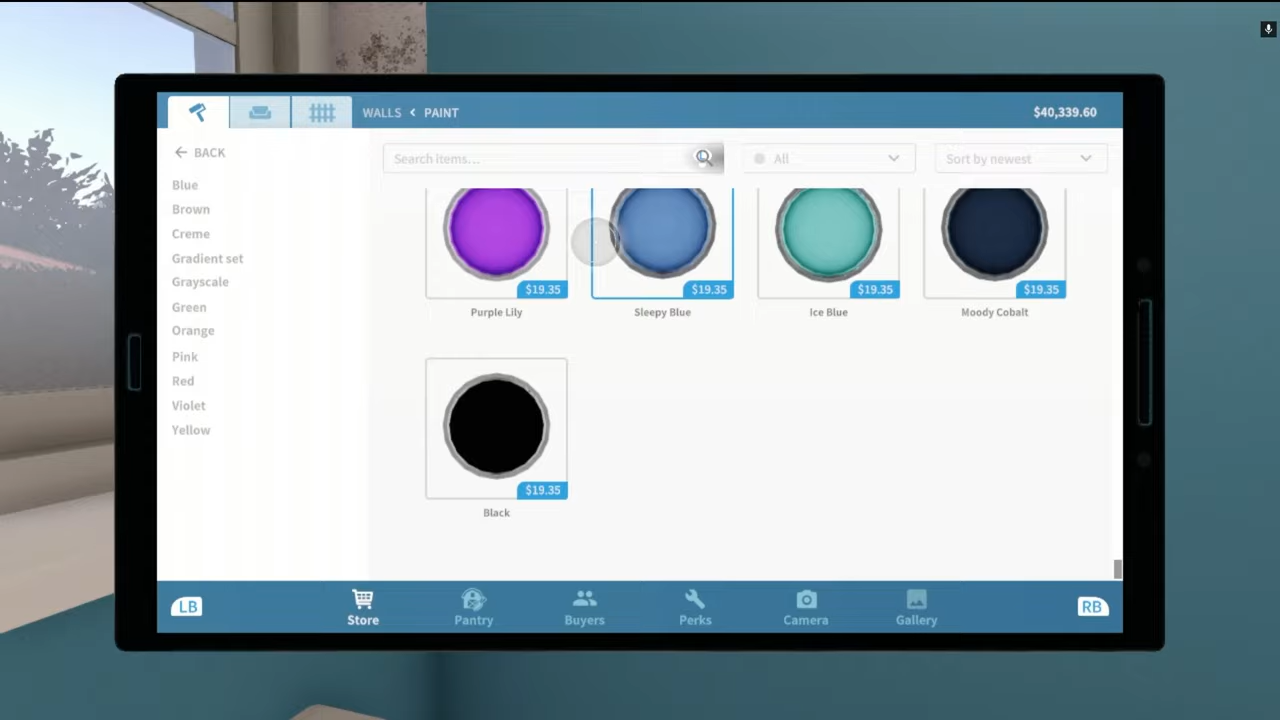 WALLS < PAINT
$40,339.60
BACK
Search items...
All
Sort by newest
Blue
Brown
Creme
Gradient set
Grayscale
Green
Orange
Pink
Red
Violet
Yellow
$19.35
$19.35
$19.35
$19.35
Purple Lily
Sleepy Blue
Ice Blue
Moody Cobalt
$19.35
Black
LB
Store
Pantry
Buyers
Perks
Camera
Gallery
RB